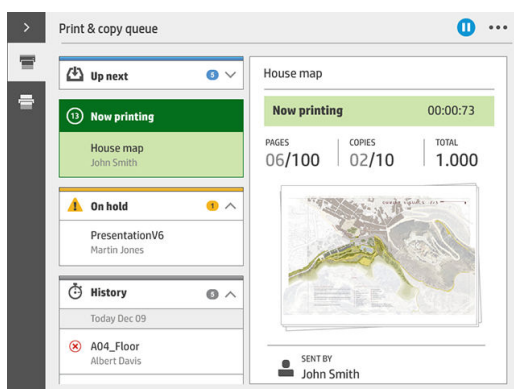 Print & copy queue
Up next
5
13
Now printing
House map
John Smith
On hold
1
PresentationV6
Martin Jones
History
5
Today Dec 09
A04_Floor
Albert Davis
House map
Now printing 00:00:73
PAGES COPIES TOTAL
06/100 02/10 1.000
SENT BY
John Smith